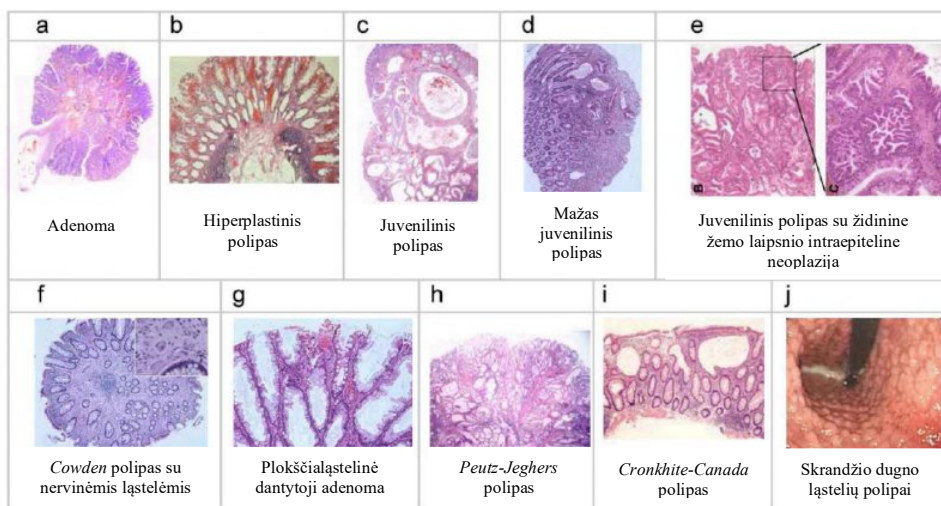 a
b
c
d
e
Adenoma
Hiperplastinis
polipas
Juvenilinis
polipas
Mažas
juvenilinis
polipas
B
C
Juvenilinis polipas su židinine
žemo laipsnio intraepiteline
neoplazija
f
g
h
i
j
Cowden polipas su
nervinėmis ląstelėmis
Plokščialąstelinė
dantytoji adenoma
Peutz-Jeghers
polipas
Cronkhite-Canada
polipas
Skrandžio dugno
ląstelių polipai